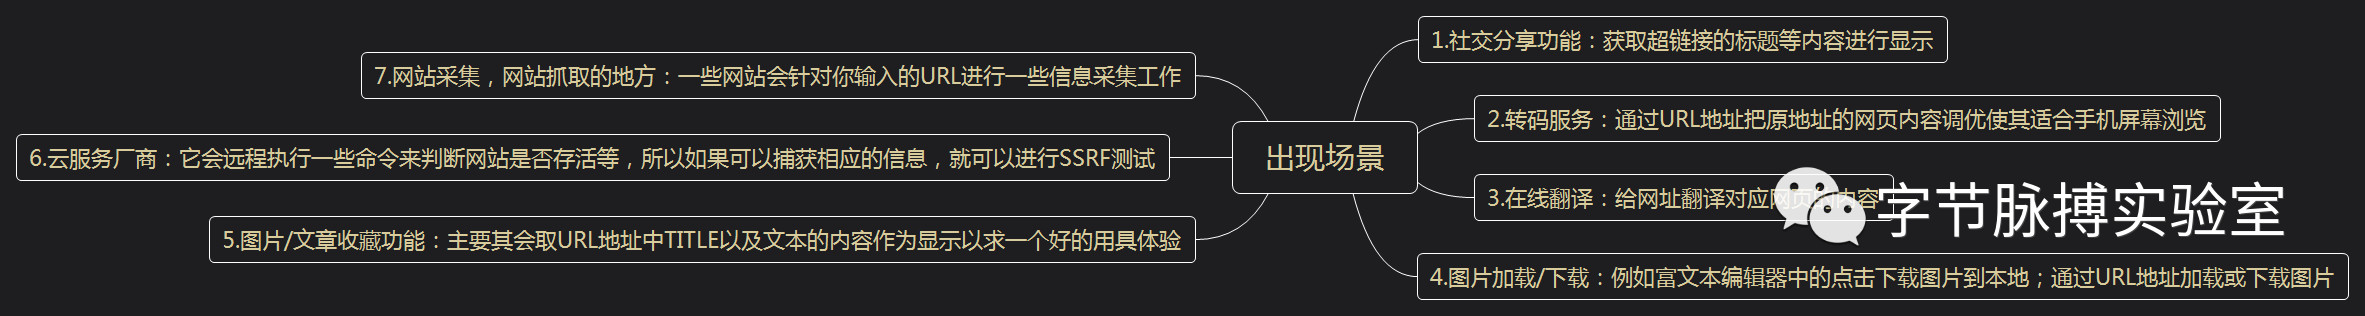 出现场景
1.社交分享功能：获取超链接的标题等内容进行显示
2.转码服务：通过URL地址把原地址的网页内容调优使其适合手机屏幕浏览
3.在线翻译：给网址翻译对应网页的内容
4.图片加载/下载：例如富文本编辑器中的点击下载图片到本地；通过URL地址加载或下载图片
5.图片/文章收藏功能：主要其会取URL地址中TITLE以及文本的内容作为显示以求一个好的用具体验
6.云服务厂商：它会远程执行一些命令来判断网站是否存活等，所以如果可以捕获相应的信息，就可以进行SSRF测试
7.网站采集，网站抓取的地方：一些网站会针对你输入的URL进行一些信息采集工作
字节脉搏实验室